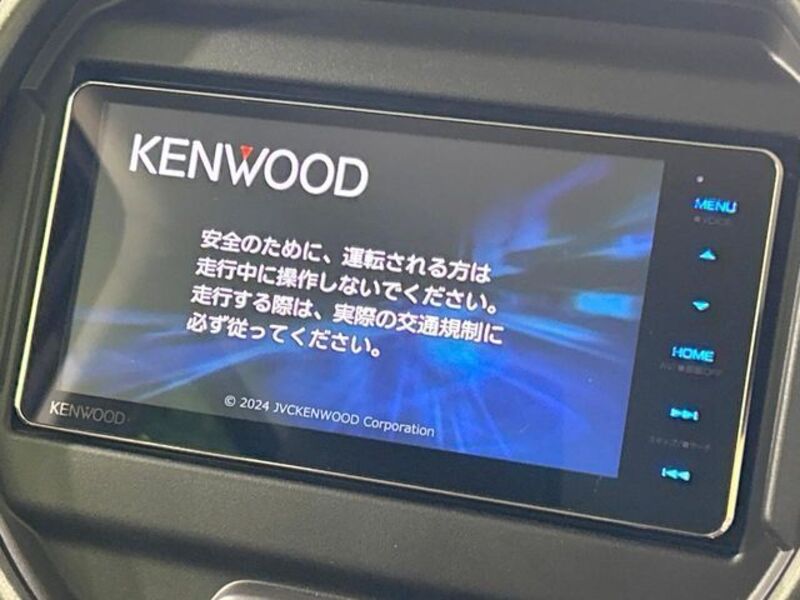 KENWOOD
安全のために、運転される方は
走行中に操作しないでください。
走行する際は、実際の交通規制に
必ず従ってください。
© 2024 JVCKENWOOD Corporation
KENWOOD
MENU
HOME